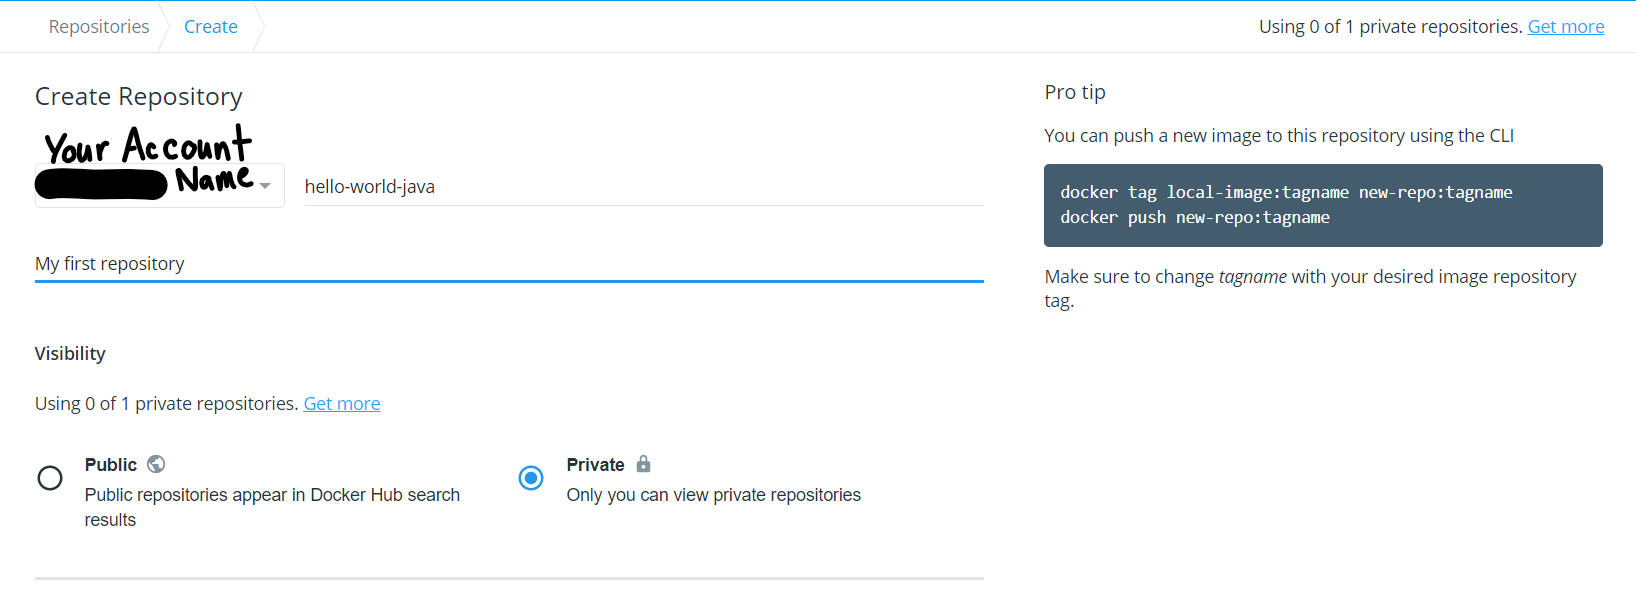 Repositories Create Using 0 of 1 private repositories. Get more
Create Repository
Your Account
Name
hello-world-java
My first repository
Visibility
Using 0 of 1 private repositories. Get more
Public
Public repositories appear in Docker Hub search
results
Private
Only you can view private repositories
Pro tip
You can push a new image to this repository using the CLI
docker tag local-image:tagname new-repo:tagname
docker push new-repo:tagname
Make sure to change tagname with your desired image repository
tag.